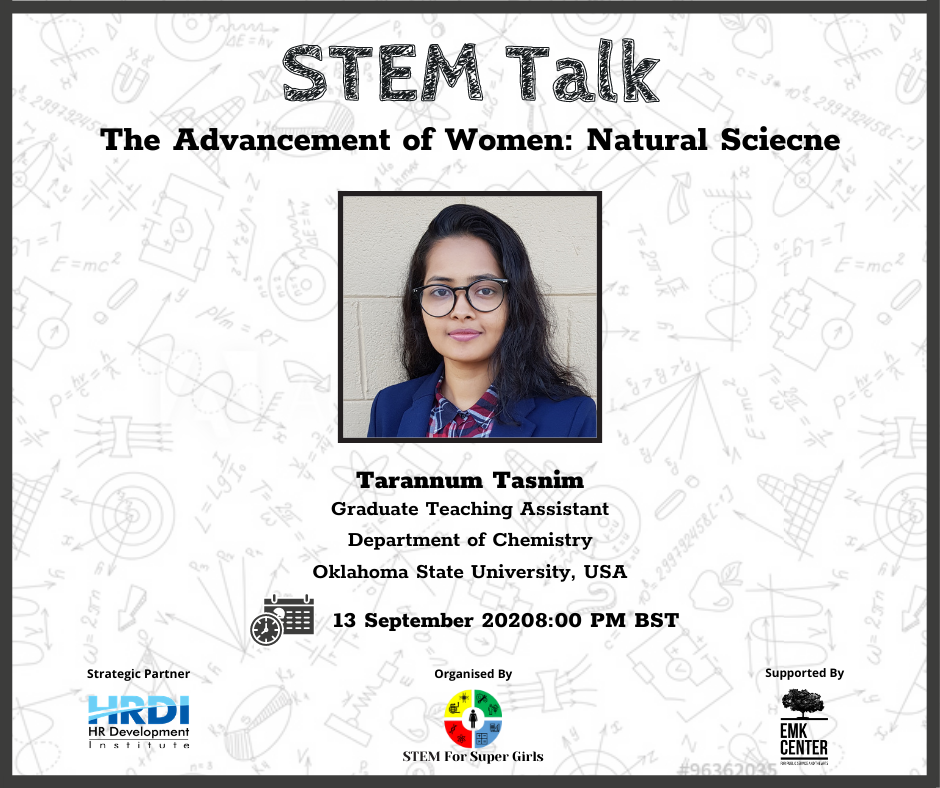 STEM Talk
The Advancement of Women: Natural Sciecne
Tarannum Tasnim
Graduate Teaching Assistant
Department of Chemistry
Oklahoma State University, USA
13 September 20208:00 PM BST
Strategic Partner
HRDI
HR Development
Institute
Organised By
STEM For Super Girls
Supported By
EMK
CENTER
#96362035